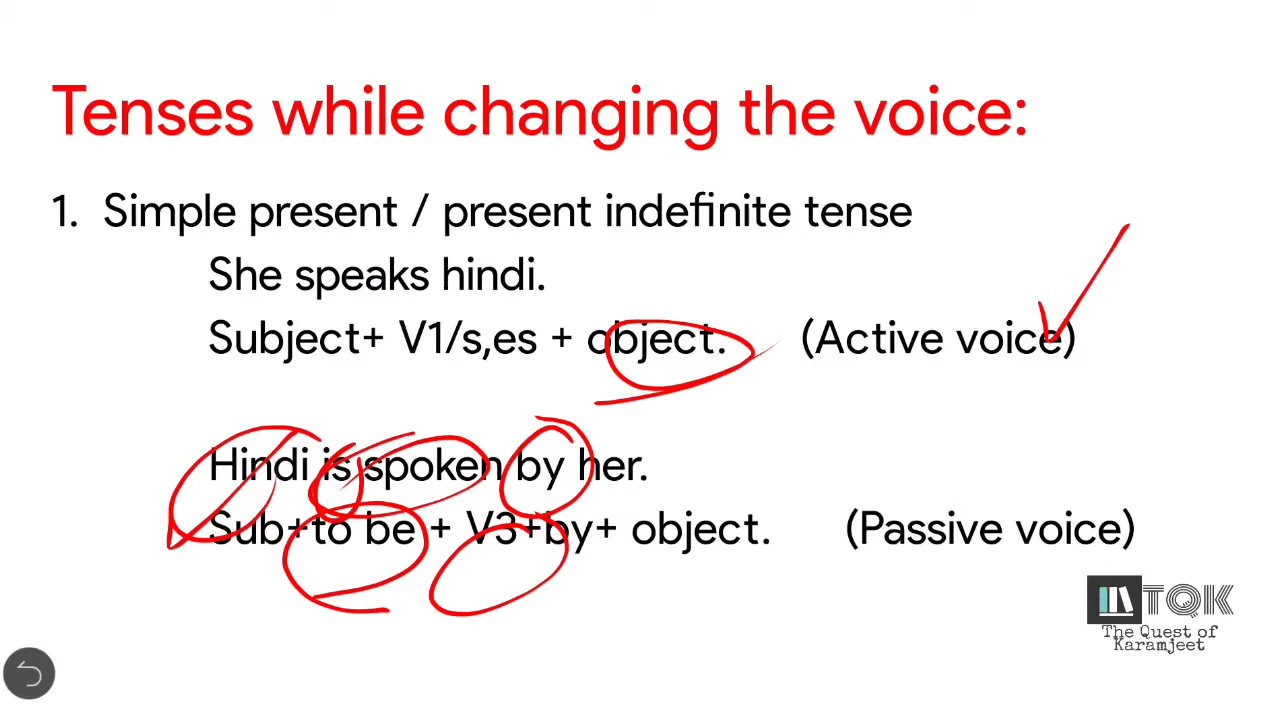 Tenses while changing the voice:
1. Simple present / present indefinite tense
She speaks hindi.
Subject+ V1/s,es + object. (Active voice)
Hindi is spoken by her.
Sub+to be + V3+by+ object. (Passive voice)
TQK
The Quest of
Karamjeet